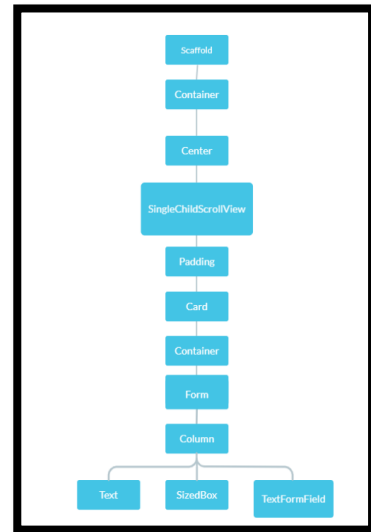 Scaffold
Container
Center
SingleChildScrollView
Padding
Card
Container
Form
Column
Text
SizedBox
TextFormField